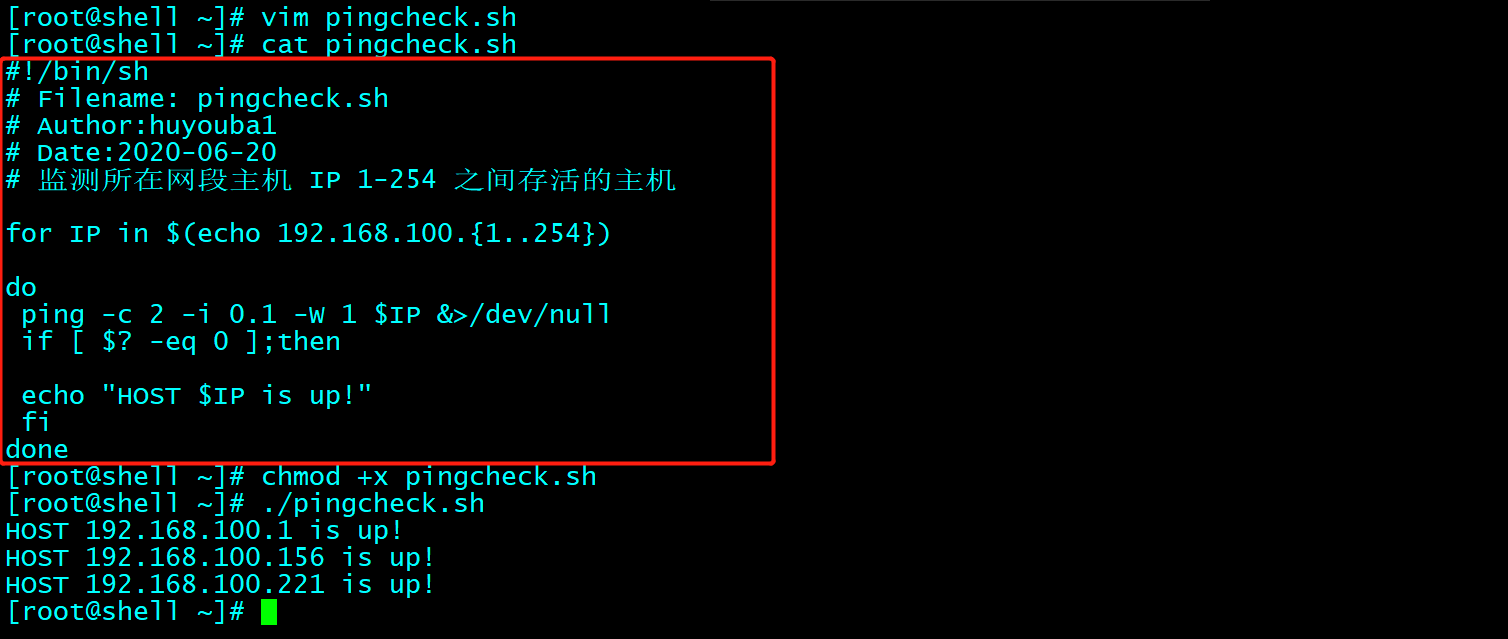 [root@shell ~]# vim pingcheck.sh
[root@shell ~]# cat pingcheck.sh
#!/bin/sh
# Filename: pingcheck.sh
# Author:huyouba1
# Date:2020-06-20
# 监测所在网段主机 IP 1-254 之间存活的主机
for IP in $(echo 192.168.100.{1..254})
do
 ping -c 2 -i 0.1 -W 1 $IP &>/dev/null
 if [ $? -eq 0 ];then
 echo "HOST $IP is up!"
 fi
done
[root@shell ~]# chmod +x pingcheck.sh
[root@shell ~]# ./pingcheck.sh
HOST 192.168.100.1 is up!
HOST 192.168.100.156 is up!
HOST 192.168.100.221 is up!
[root@shell ~]#